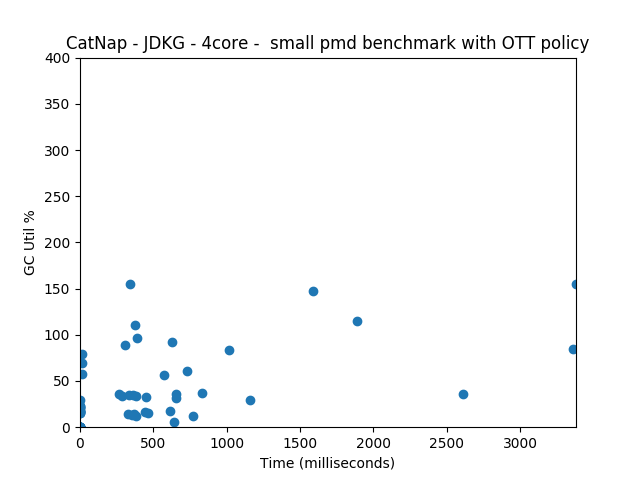 CatNap - JDKG - 4core -  small pmd benchmark with OTT policy
400
350
300
250
200
150
100
50
0
GC Util %
0 500 1000 1500 2000 2500 3000
Time (milliseconds)